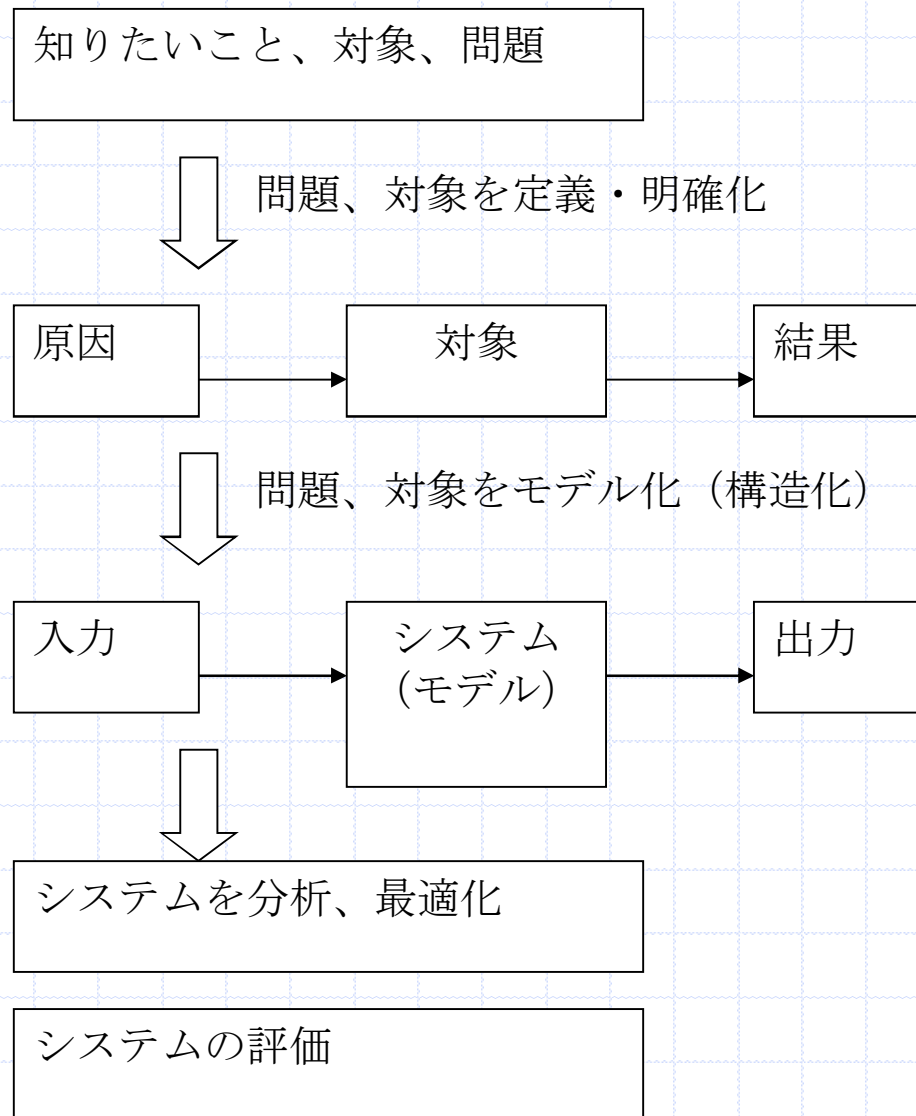 知りたいこと、対象、問題
問題、対象を定義・明確化
原因
対象
結果
問題、対象をモデル化（構造化）
入力
システム
（モデル）
出力
システムを分析、最適化
システムの評価